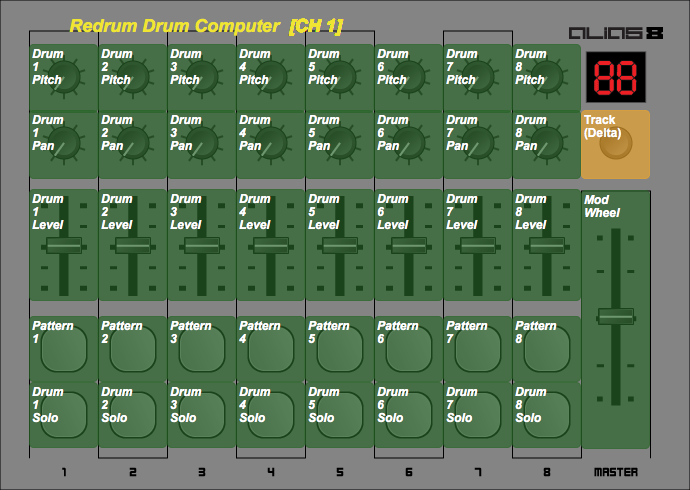 Redrum Drum Computer [CH 1]
ALIAS 8
Drum 1 Pitch
Drum 2 Pitch
Drum 3 Pitch
Drum 4 Pitch
Drum 5 Pitch
Drum 6 Pitch
Drum 7 Pitch
Drum 8 Pitch
88
Drum 1 Pan
Drum 2 Pan
Drum 3 Pan
Drum 4 Pan
Drum 5 Pan
Drum 6 Pan
Drum 7 Pan
Drum 8 Pan
Track
(Delta)
Drum 1 Level
Drum 2 Level
Drum 3 Level
Drum 4 Level
Drum 5 Level
Drum 6 Level
Drum 7 Level
Drum 8 Level
Mod
Wheel
Pattern 1
Pattern 2
Pattern 3
Pattern 4
Pattern 5
Pattern 6
Pattern 7
Pattern 8
Drum 1 Solo
Drum 2 Solo
Drum 3 Solo
Drum 4 Solo
Drum 5 Solo
Drum 6 Solo
Drum 7 Solo
Drum 8 Solo
1 2 3 4 5 6 7 8 MASTER